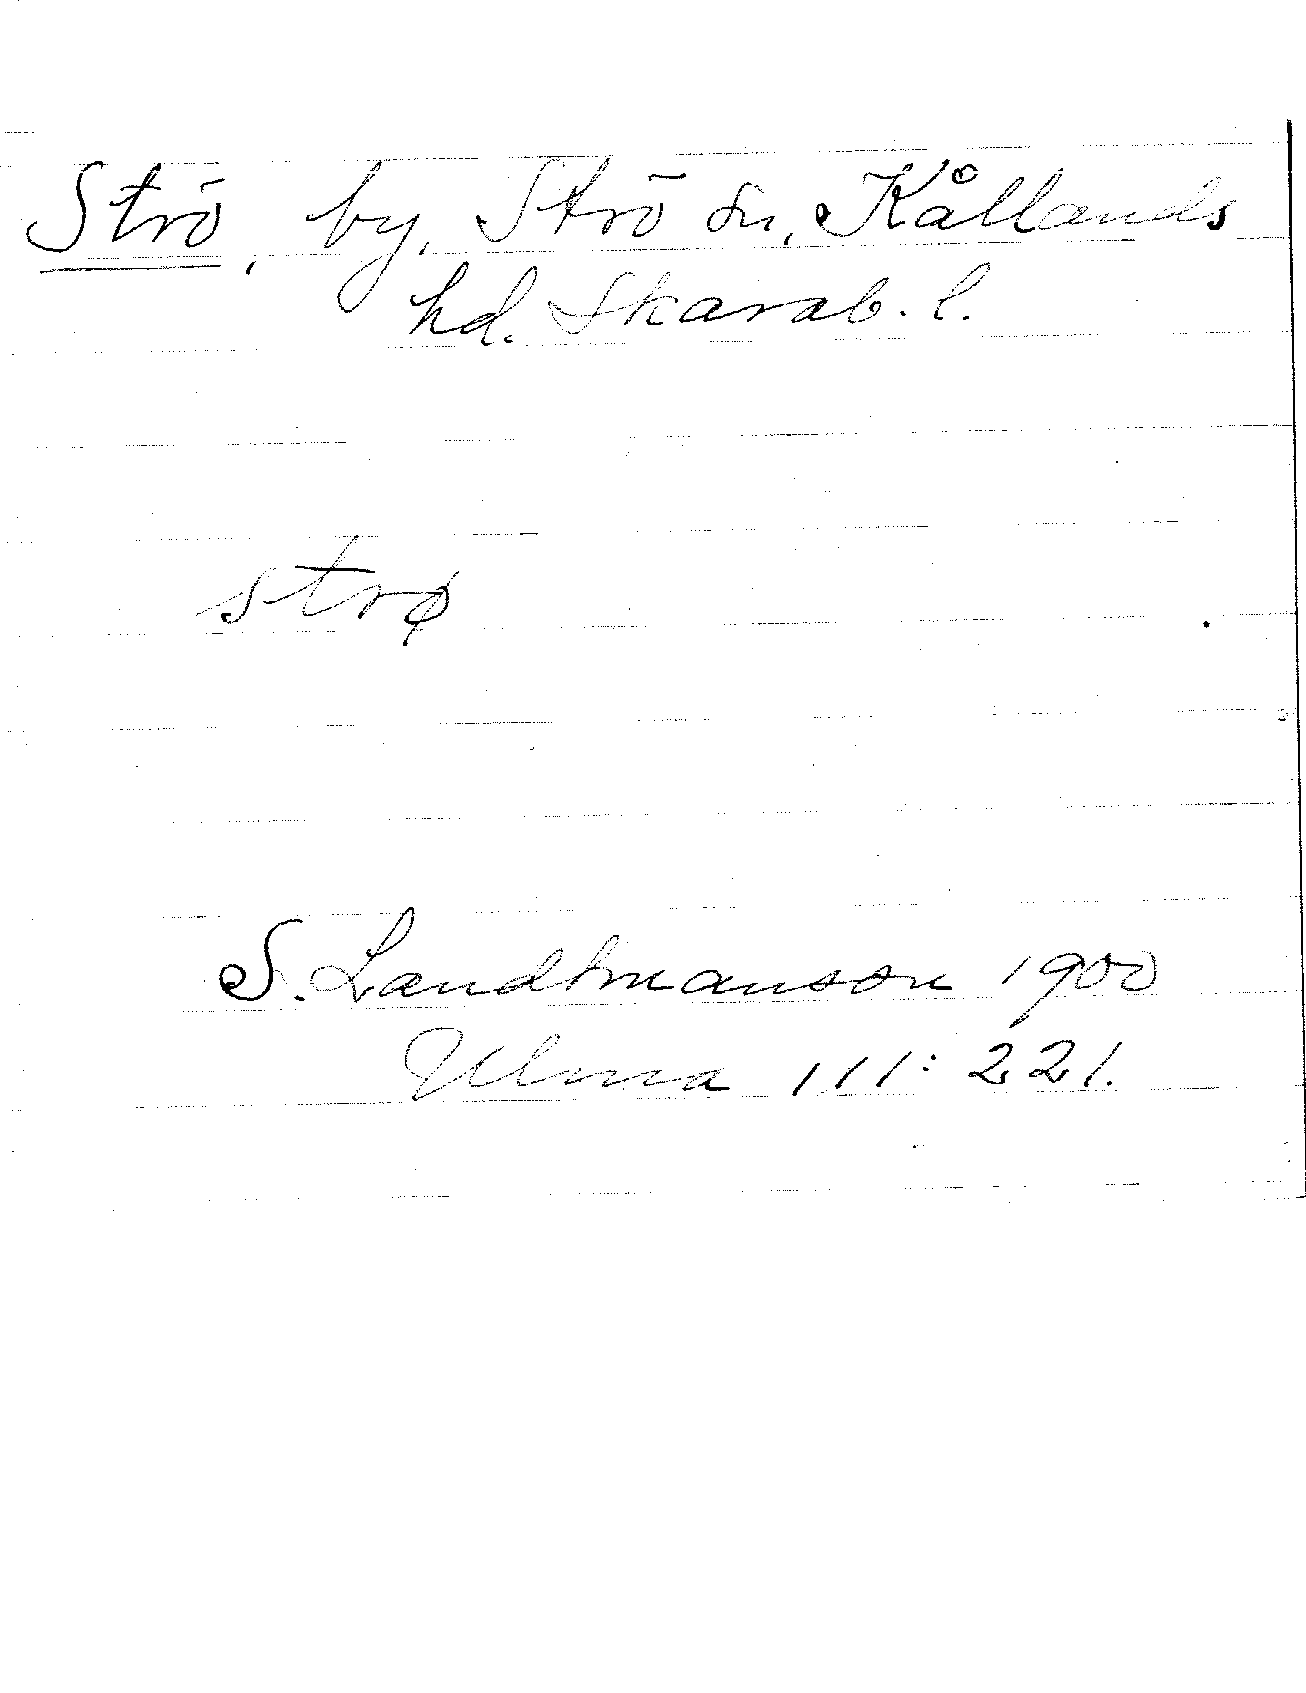 Strö, by, Strö sn, Kållands
hd. Skarab. l.
strø
S. Landtmanson 1900
Ulma 111: 221.